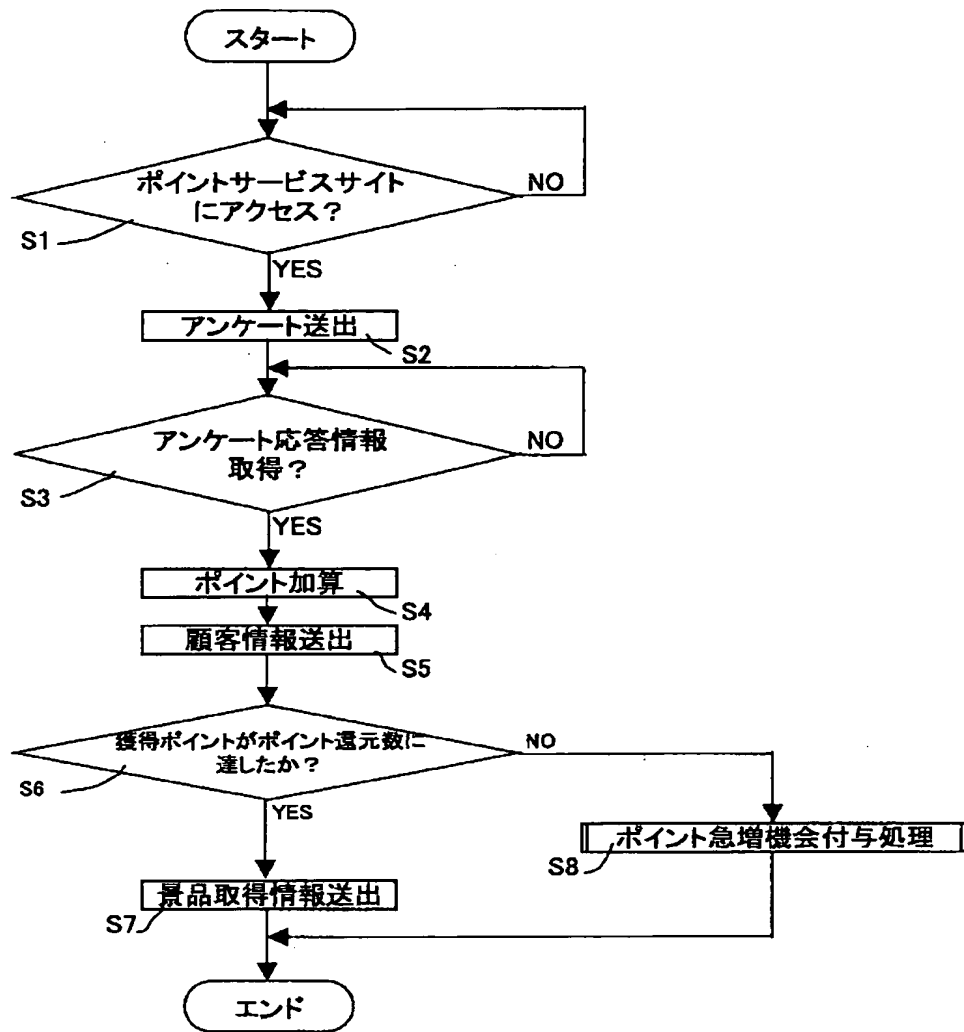 スタート
ポイントサービスサイト
にアクセス?
NO
S1
YES
アンケート送出
S2
アンケート応答情報
取得?
NO
S3
YES
ポイント加算
S4
顧客情報送出
S5
獲得ポイントがポイント還元数に
達したか?
NO
S6
YES
ポイント急増機会付与処理
S8
景品取得情報送出
S7
エンド